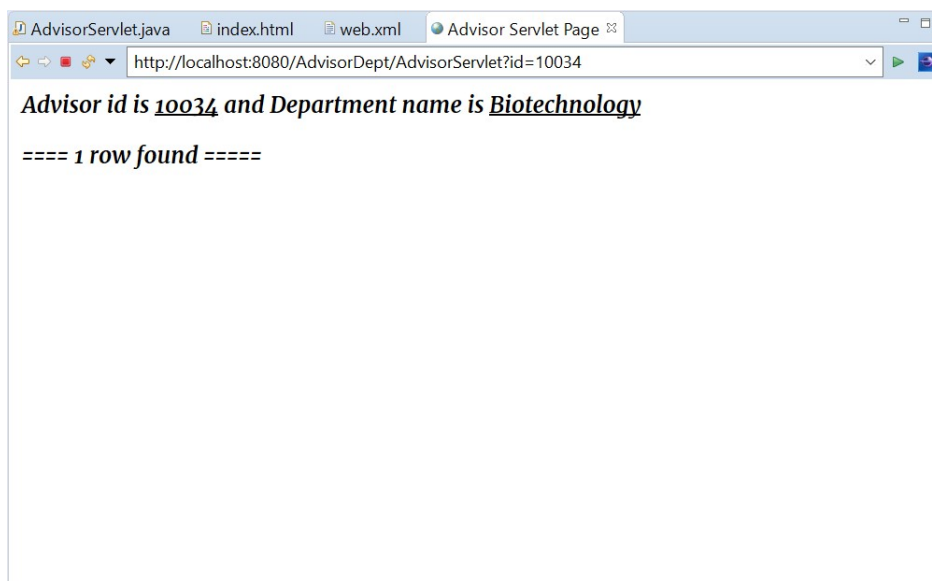 AdvisorServlet.java index.html web.xml Advisor Servlet Page
http://localhost:8080/AdvisorDept/AdvisorServlet?id=10034
Advisor id is 10034 and Department name is Biotechnology
==== 1 row found =====